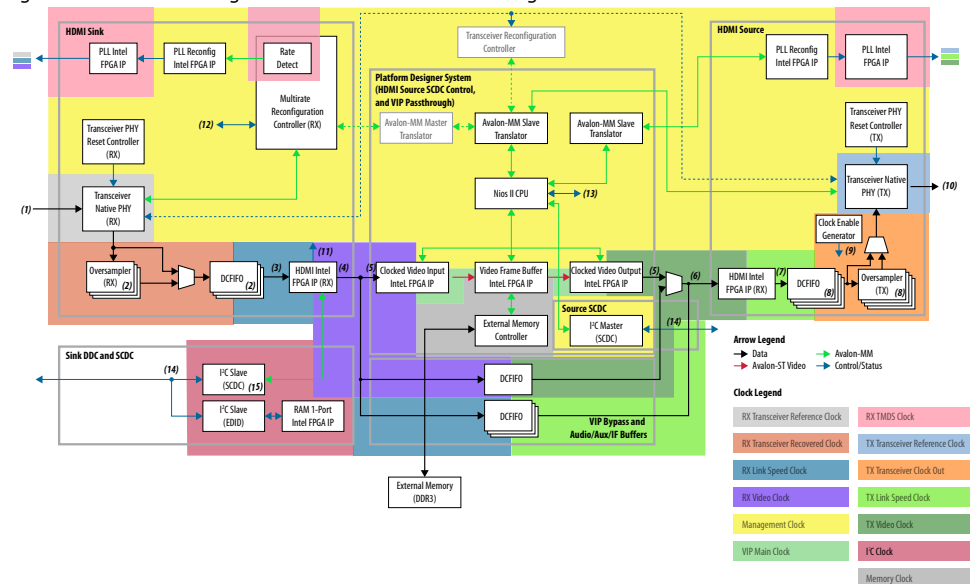 HDMI Sink
PLL Intel
FPGA IP
PLL Reconfig
Intel FPGA IP
Rate
Detect
Multirate
Reconfiguration
Controller (RX)
(12)
Transceiver PHY
Reset Controller
(RX)
(1)
Transceiver
Native PHY
(RX)
Oversampler
(RX)
(2)
DCFIFO
(2)
(3)
(11)
HDMI Intel
FPGA IP (RX)
(4)
(5)
Transceiver Reconfiguration
Controller
Platform Designer System
(HDMI Source SCDC Control,
and VIP Passthrough)
Avalon-MM Master
Translator
Avalon-MM Slave
Translator
Avalon-MM Slave
Translator
Nios II CPU
(13)
Clocked Video Input
Intel FPGA IP
Video Frame Buffer
Intel FPGA IP
Clocked Video Output
Intel FPGA IP
(5)
(6)
External Memory
Controller
Source SCDC
I²C Master
(SCDC)
(14)
HDMI Source
PLL Reconfig
Intel FPGA IP
PLL Intel
FPGA IP
Transceiver PHY
Reset Controller
(TX)
Transceiver Native
PHY (TX)
(10)
Clock Enable
Generator
(9)
HDMI Intel
FPGA IP (RX)
(7)
DCFIFO
(8)
Oversampler
(TX)
(8)
Sink DDC and SCDC
(14)
I²C Slave
(SCDC)
(15)
I²C Slave
(EDID)
RAM 1-Port
Intel FPGA IP
DCFIFO
DCFIFO
VIP Bypass and
Audio/Aux/IF Buffers
External Memory
(DDR3)
Arrow Legend
Data
Avalon-MM
Avalon-ST Video
Control/Status
Clock Legend
RX Transceiver Reference Clock
RX TMDS Clock
RX Transceiver Recovered Clock
TX Transceiver Reference Clock
RX Link Speed Clock
TX Transceiver Clock Out
RX Video Clock
TX Link Speed Clock
Management Clock
TX Video Clock
VIP Main Clock
I²C Clock
Memory Clock